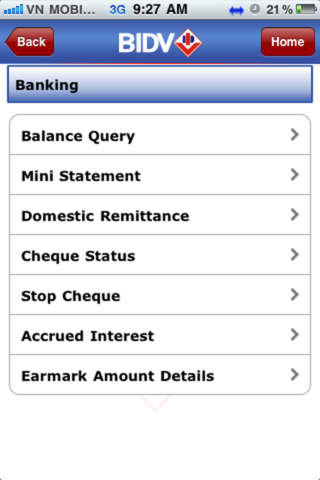 VN MOBI... 3G 9:27 AM 21%
Back BIDV Home
Banking
Balance Query
Mini Statement
Domestic Remittance
Cheque Status
Stop Cheque
Accrued Interest
Earmark Amount Details